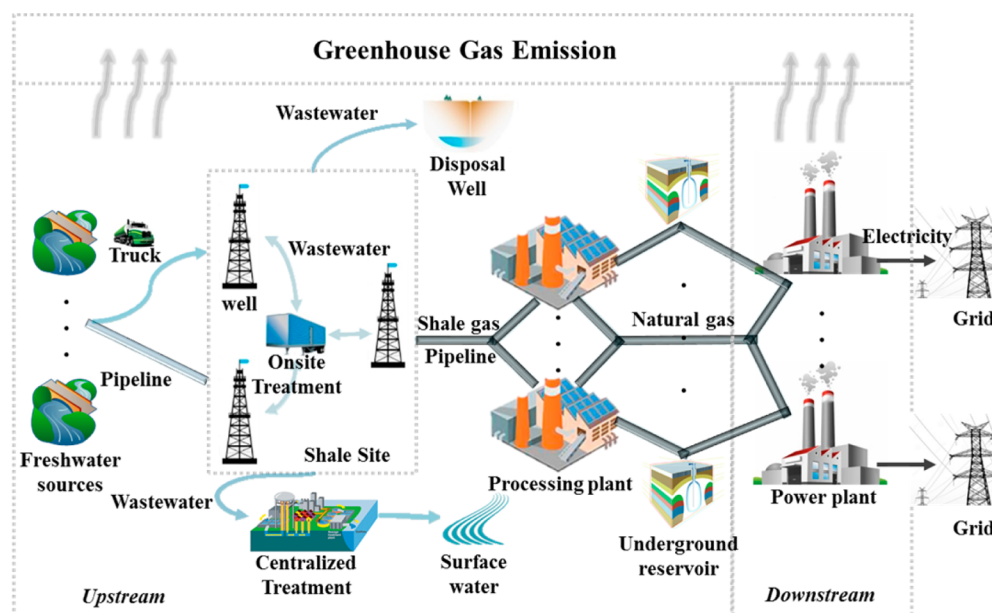 Greenhouse Gas Emission
Wastewater
Disposal
Well
Truck
Wastewater
well
Electricity
Grid
Shale gas
Pipeline
Natural gas
Pipeline
Onsite
Treatment
Freshwater
sources
Shale Site
Wastewater
Processing plant
Power plant
Grid
Centralized
Treatment
Surface
water
Underground
reservoir
Upstream
Downstream